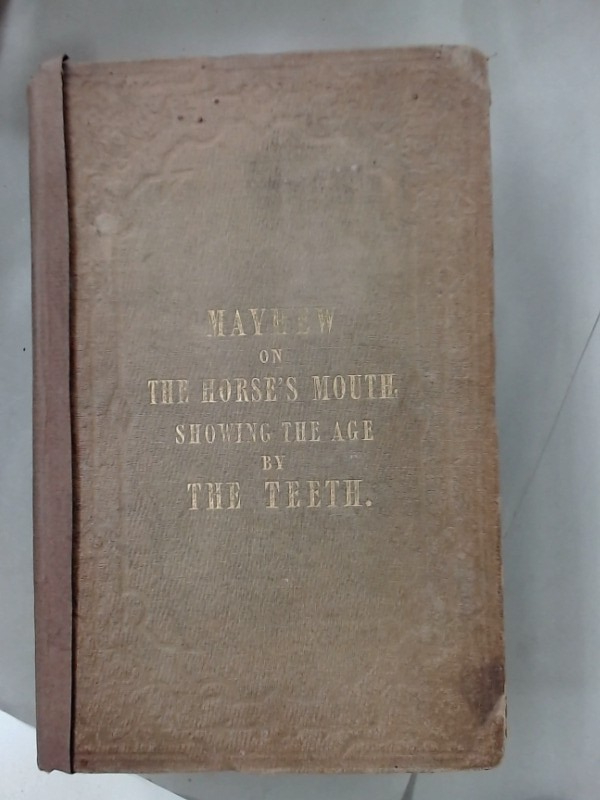 MAYHEW
ON
THE HORSE'S MOUTH
SHOWING THE AGE
BY
THE TEETH.